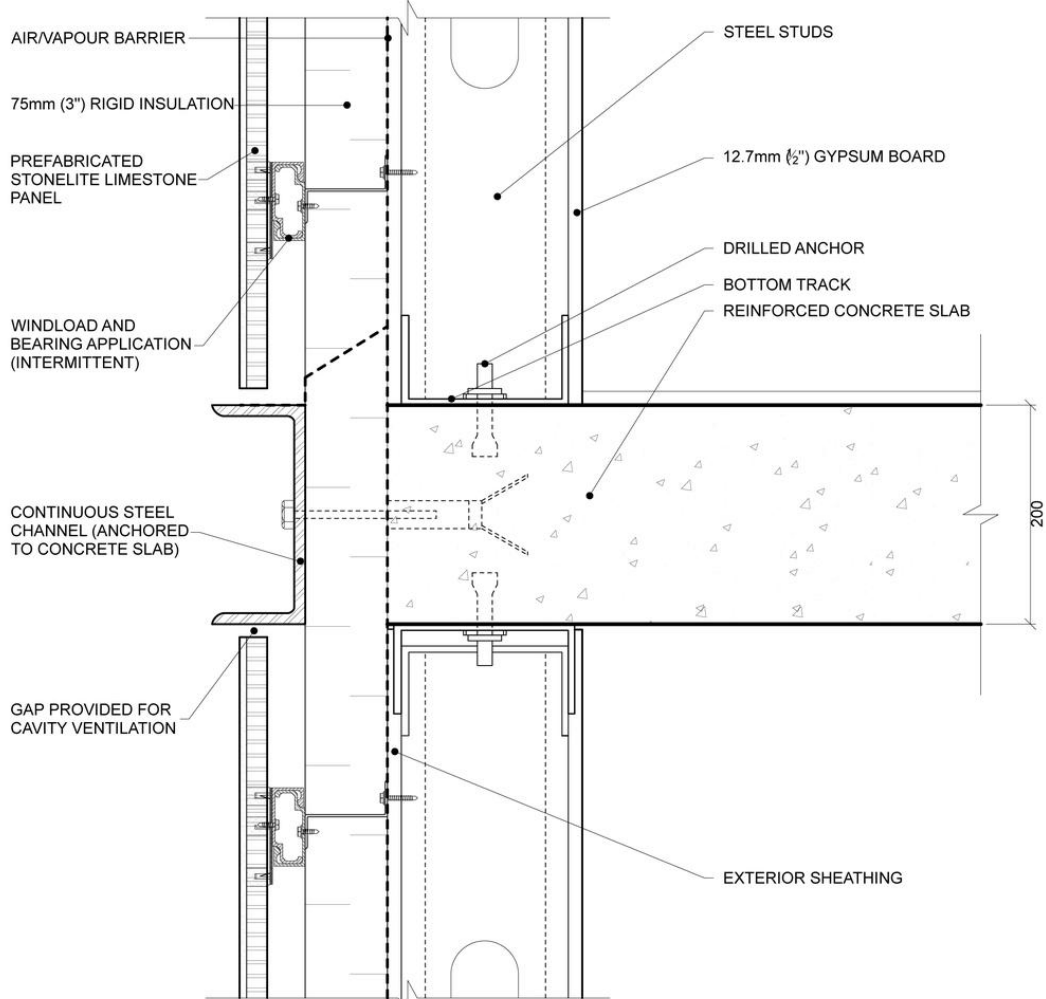 AIR/VAPOUR BARRIER
75mm (3") RIGID INSULATION
PREFABRICATED
STONELITE LIMESTONE
PANEL
WINDLOAD AND
BEARING APPLICATION
(INTERMITTENT)
CONTINUOUS STEEL
CHANNEL (ANCHORED
TO CONCRETE SLAB)
GAP PROVIDED FOR
CAVITY VENTILATION
STEEL STUDS
12.7mm (½") GYPSUM BOARD
DRILLED ANCHOR
BOTTOM TRACK
REINFORCED CONCRETE SLAB
200
EXTERIOR SHEATHING